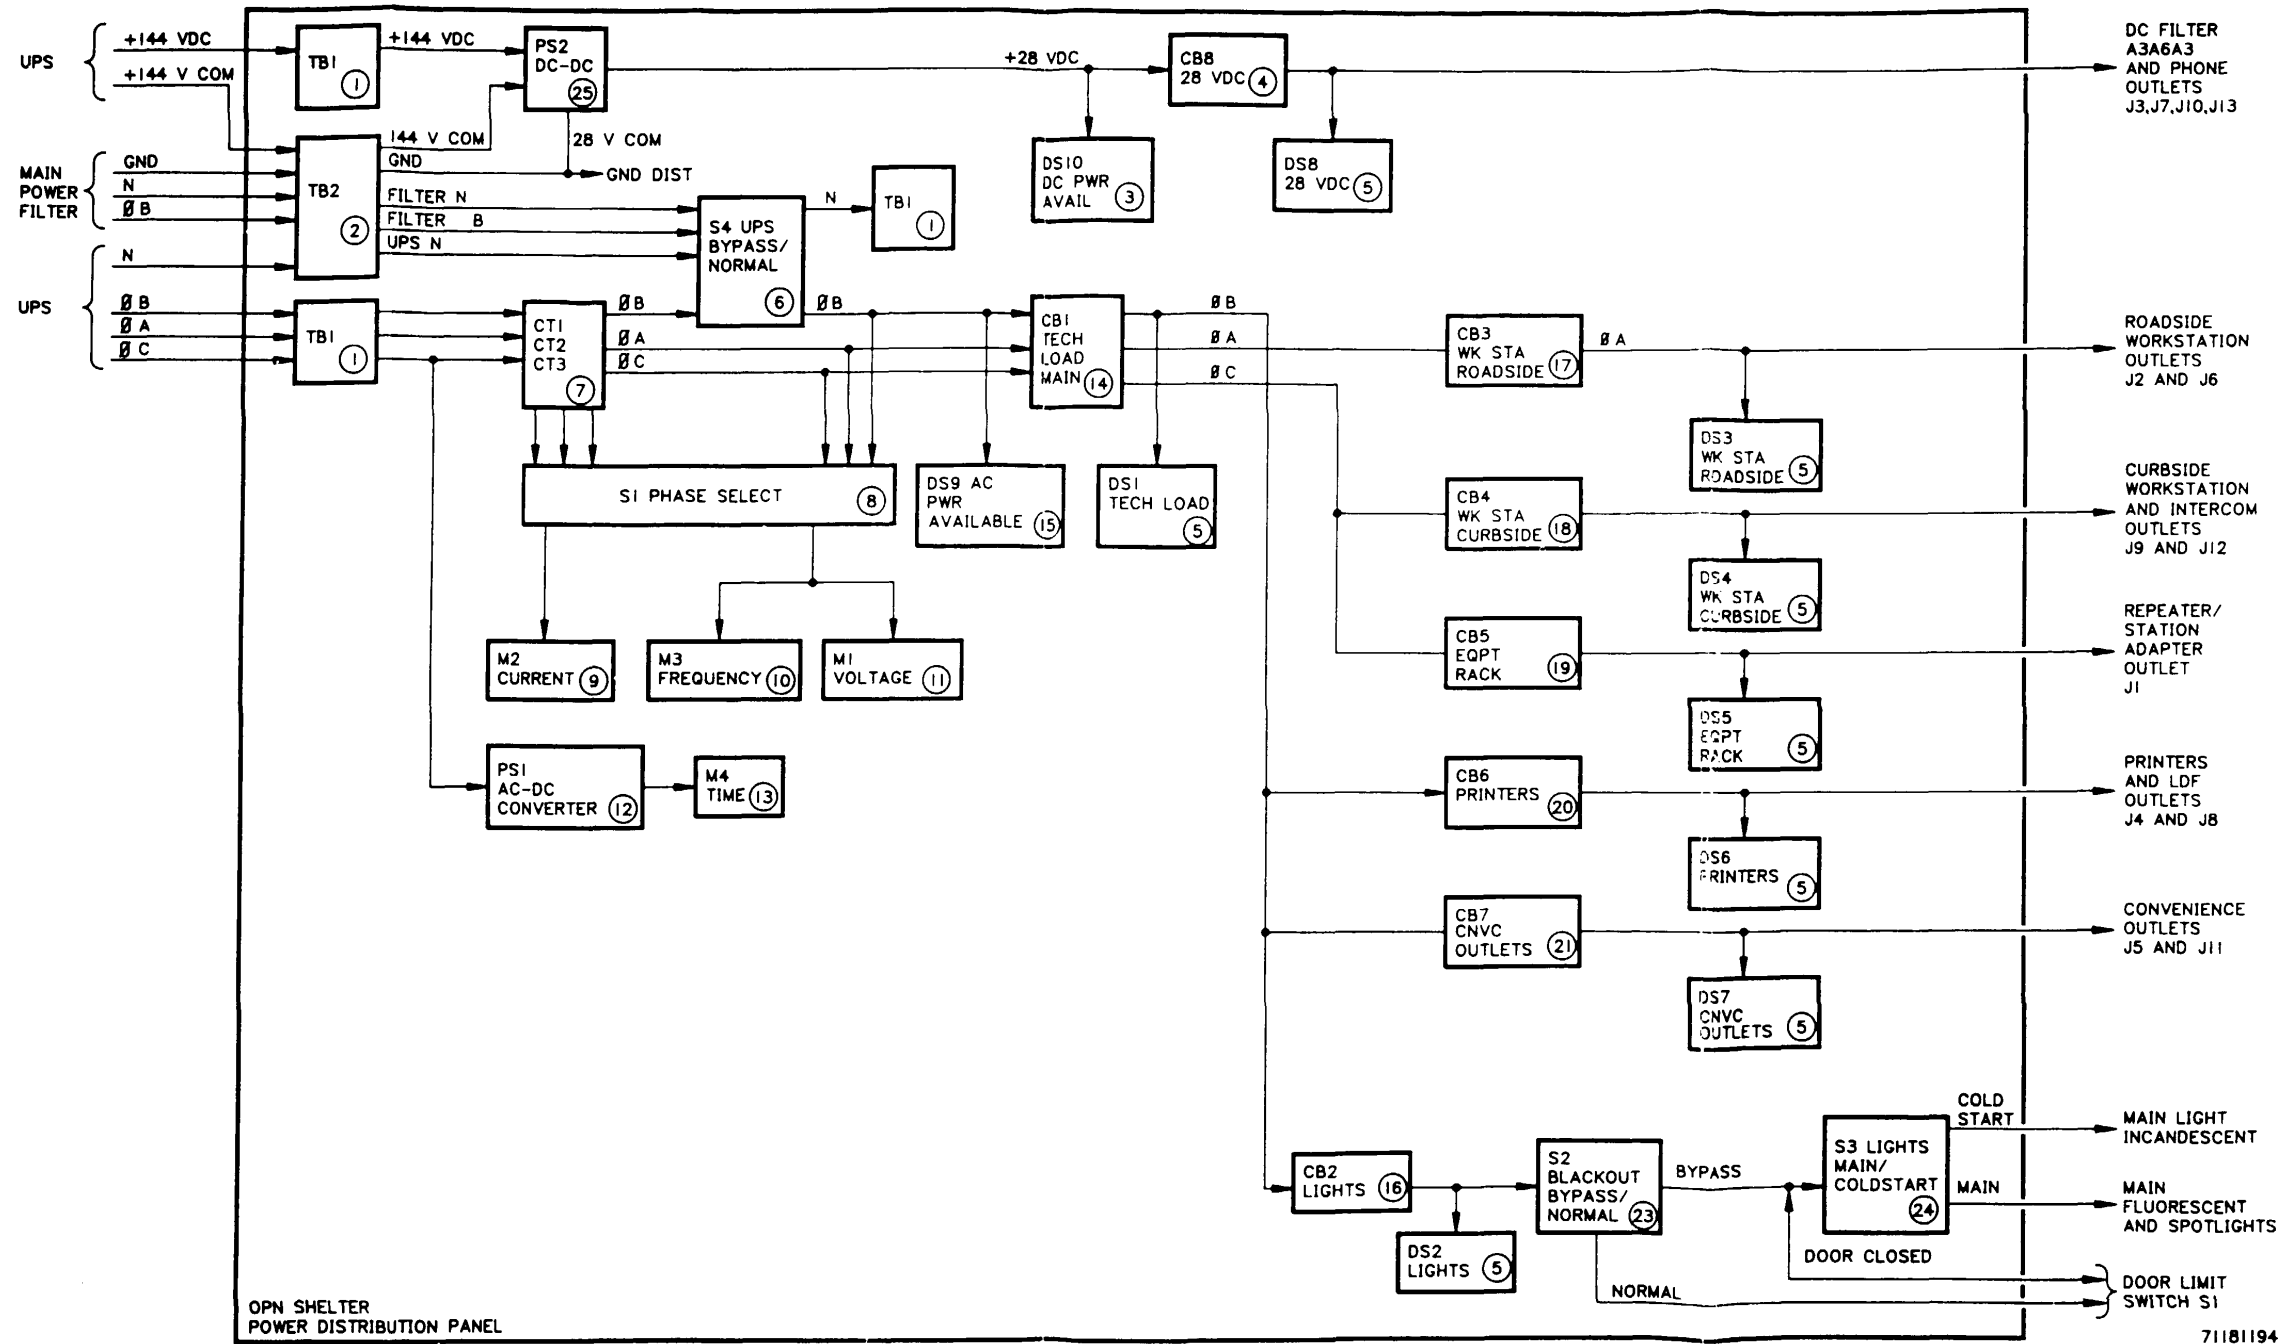 UPS
+144 VDC
+144 V COM
TB1
1
+144 VDC
PS2
DC-DC
25
+28 VDC
CB8
28 VDC
4
DC FILTER
A3A6A3
AND PHONE
OUTLETS
J3,J7,J10,J13
144 V COM
28 V COM
GND
GND DIST
DS10
DC PWR
AVAIL
3
DS8
28 VDC
5
MAIN
POWER
FILTER
GND
N
ØB
TB2
2
FILTER N
FILTER B
UPS N
S4 UPS
BYPASS/
NORMAL
6
N
TB1
1
UPS
N
ØB
ØA
ØC
TB1
1
CT1
CT2
CT3
7
ØB
ØA
ØC
ØB
CB1
TECH
LOAD
MAIN
14
ØB
ØA
ØC
CB3
WK STA
ROADSIDE
17
ØA
ROADSIDE
WORKSTATION
OUTLETS
J2 AND J6
DS3
WK STA
ROADSIDE
5
S1 PHASE SELECT
8
DS9 AC
PWR
AVAILABLE
15
DS1
TECH LOAD
5
CB4
WK STA
CURBSIDE
18
CURBSIDE
WORKSTATION
AND INTERCOM
OUTLETS
J9 AND J12
DS4
WK STA
CURBSIDE
5
M2
CURRENT
9
M3
FREQUENCY
10
M1
VOLTAGE
11
CB5
EQPT
RACK
19
REPEATER/
STATION
ADAPTER
OUTLET
J1
DS5
EQPT
RACK
5
PS1
AC-DC
CONVERTER
12
M4
TIME
13
CB6
PRINTERS
20
PRINTERS
AND LDF
OUTLETS
J4 AND J8
DS6
PRINTERS
5
CB7
CNVC
OUTLETS
21
CONVENIENCE
OUTLETS
J5 AND J11
DS7
CNVC
OUTLETS
5
CB2
LIGHTS
16
DS2
LIGHTS
5
S2
BLACKOUT
BYPASS/
NORMAL
23
BYPASS
S3 LIGHTS
MAIN/
COLDSTART
24
COLD
START
MAIN LIGHT
INCANDESCENT
MAIN
MAIN
FLUORESCENT
AND SPOTLIGHTS
DOOR CLOSED
NORMAL
DOOR LIMIT
SWITCH S1
OPN SHELTER
POWER DISTRIBUTION PANEL
71181194